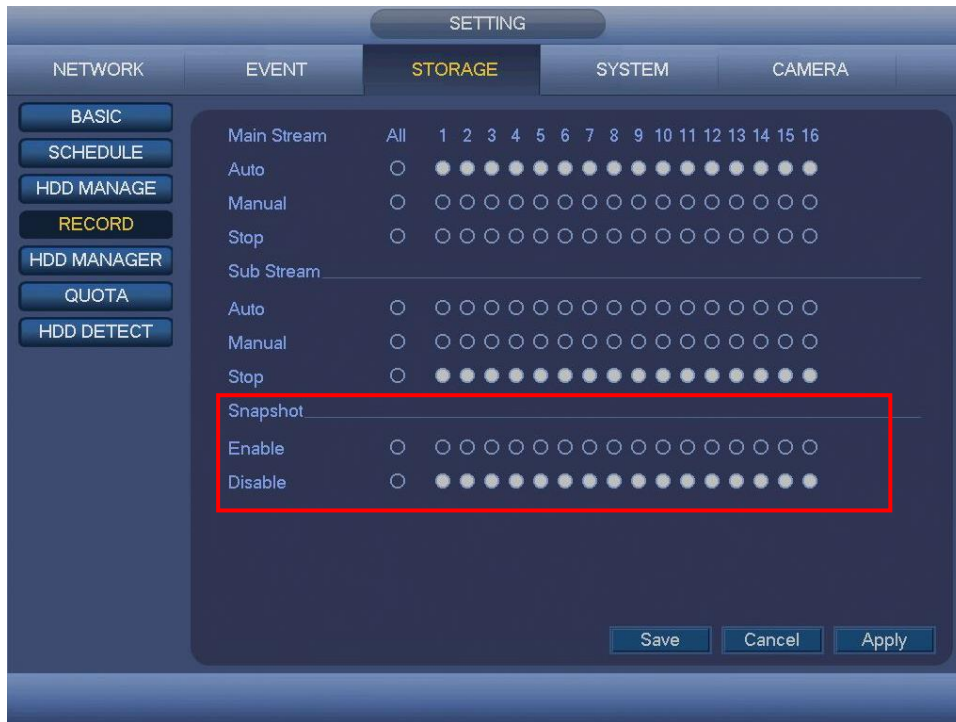 SETTING
NETWORK EVENT STORAGE SYSTEM CAMERA
BASIC
SCHEDULE
HDD MANAGE
RECORD
HDD MANAGER
QUOTA
HDD DETECT
Main Stream All 1 2 3 4 5 6 7 8 9 10 11 12 13 14 15 16
Auto
Manual
Stop
Sub Stream
Auto
Manual
Stop
Snapshot
Enable
Disable
Save Cancel Apply